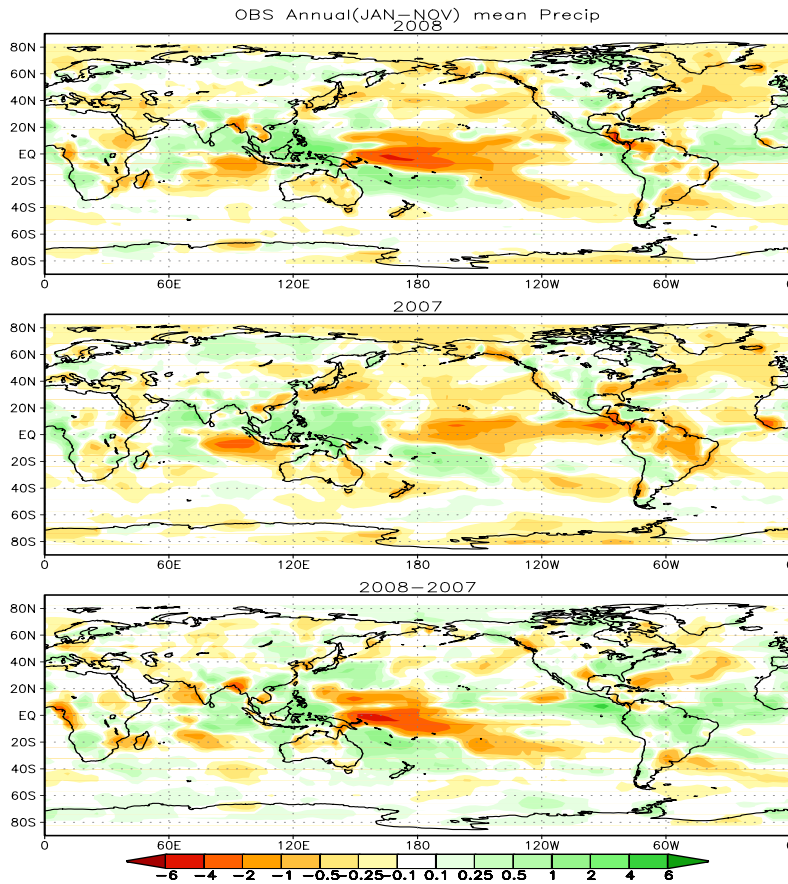 OBS Annual(JAN−NOV) mean Precip
2008
80N
60N
40N
20N
EQ
20S
40S
60S
80S
0 60E 120E 180 120W 60W 0
2007
80N
60N
40N
20N
EQ
20S
40S
60S
80S
0 60E 120E 180 120W 60W 0
2008−2007
80N
60N
40N
20N
EQ
20S
40S
60S
80S
0 60E 120E 180 120W 60W 0
−6 −4 −2 −1 −0.5 −0.25 −0.1 0.1 0.25 0.5 1 2 4 6